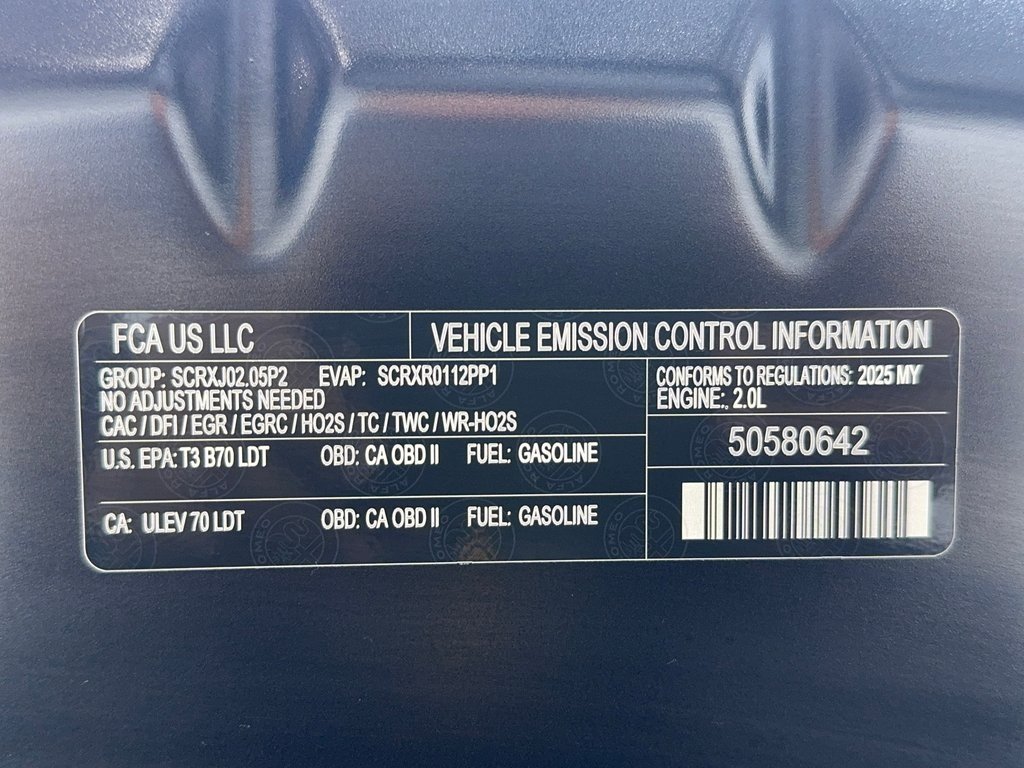 FCA US LLC
VEHICLE EMISSION CONTROL INFORMATION
GROUP: SCRXJ02.05P2 EVAP: SCRXR0112PP1
NO ADJUSTMENTS NEEDED
CAC / DFI / EGR / EGRC / HO2S / TC / TWC / WR-HO2S
U.S. EPA: T3 B70 LDT OBD: CA OBD II FUEL: GASOLINE
CA: ULEV 70 LDT OBD: CA OBD II FUEL: GASOLINE
CONFORMS TO REGULATIONS: 2025 MY
ENGINE:. 2.0L
50580642